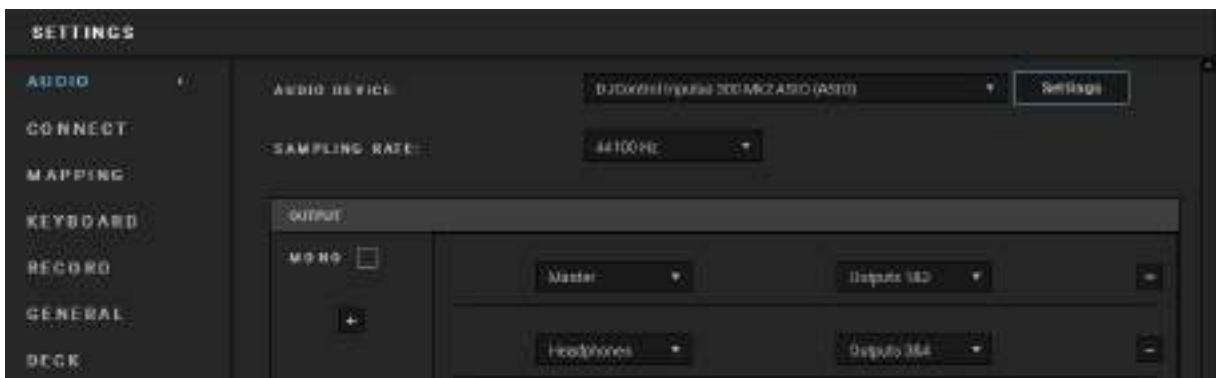 SETTINGS
AUDIO
AUDIO DEVICE:
DJControl Inpulse 300 Mk2 ASIO (ASIO)
Settings
CONNECT
SAMPLING RATE:
44100 Hz
MAPPING
KEYBOARD
OUTPUT
MONO
Master
Outputs 1&2
RECORD
GENERAL
Headphones
Outputs 3&4
DECK